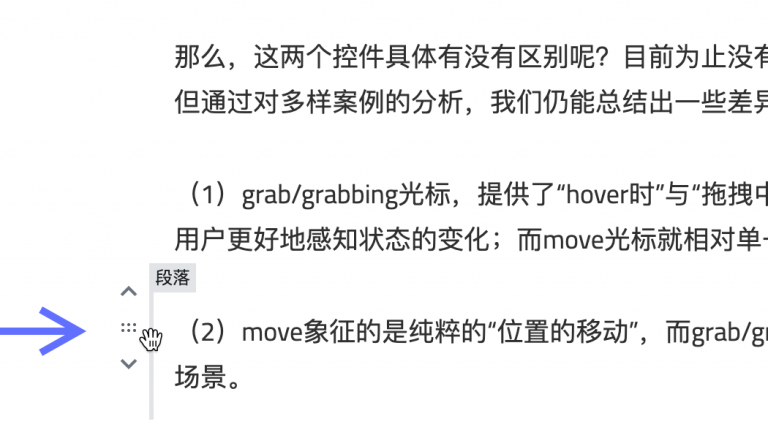 那么，这两个控件具体有没有区别呢？目前为止没有
但通过对多样案例的分析，我们仍能总结出一些差异
（1）grab/grabbing光标，提供了“hover时”与“拖拽中
用户更好地感知状态的变化；而move光标就相对单一
段落
（2）move象征的是纯粹的“位置的移动”，而grab/gr
场景。